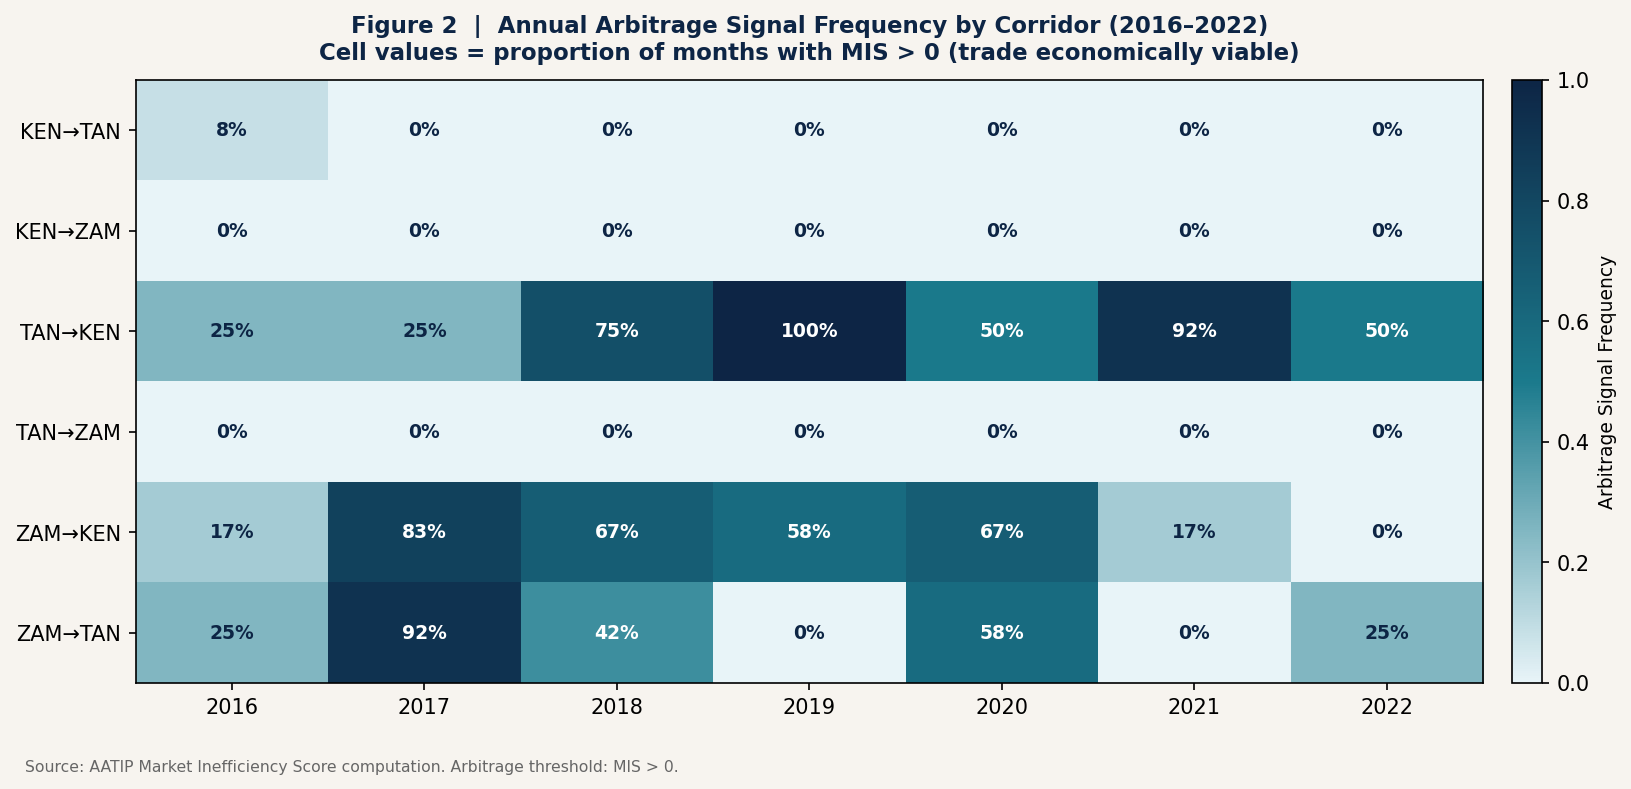 Figure 2 | Annual Arbitrage Signal Frequency by Corridor (2016–2022)
Cell values = proportion of months with MIS > 0 (trade economically viable)
KEN→TAN 8% 0% 0% 0% 0% 0% 0%
KEN→ZAM 0% 0% 0% 0% 0% 0% 0%
TAN→KEN 25% 25% 75% 100% 50% 92% 50%
TAN→ZAM 0% 0% 0% 0% 0% 0% 0%
ZAM→KEN 17% 83% 67% 58% 67% 17% 0%
ZAM→TAN 25% 92% 42% 0% 58% 0% 25%
2016 2017 2018 2019 2020 2021 2022
1.0
0.8
0.6
0.4
0.2
0.0
Arbitrage Signal Frequency
Source: AATIP Market Inefficiency Score computation. Arbitrage threshold: MIS > 0.